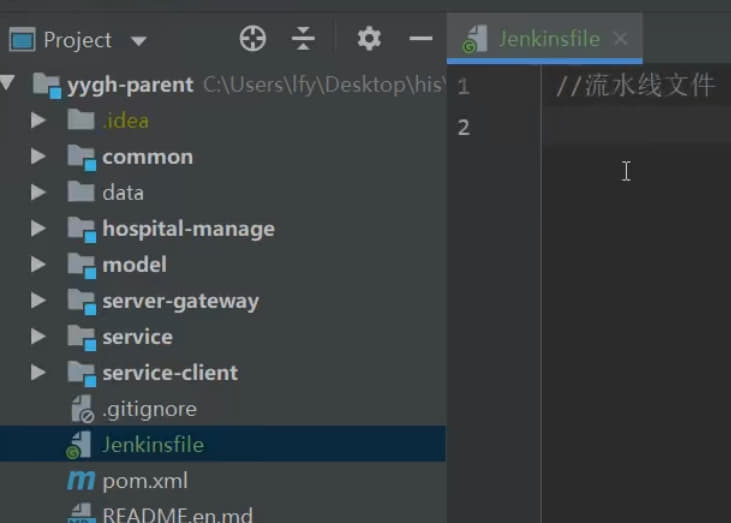 Project
Jenkinsfile
yygh-parent C:\Users\lfy\Desktop\his\
.idea
common
data
hospital-manage
model
server-gateway
service
service-client
.gitignore
Jenkinsfile
pom.xml
README.en.md
1 //流水线文件
2